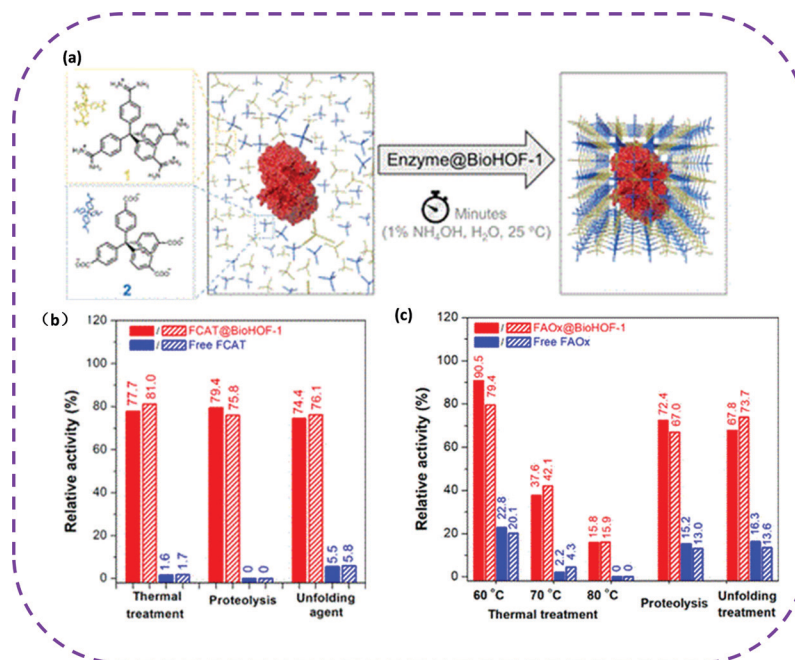 (a)
1
2
Enzyme@BioHOF-1
Minutes
(1% NH₄OH, H₂O, 25 °C)
COO⁻
COO⁻
COO⁻
(b)
Relative activity (%)
120
100
80
60
40
20
0
/ FCAT@BioHOF-1
/ Free FCAT
77.7
81.0
1.6
1.7
79.4
75.8
0
0
74.4
76.1
5.5
5.8
Thermal
treatment
Proteolysis
Unfolding
agent
(c)
Relative activity (%)
120
100
80
60
40
20
0
/ FAOx@BioHOF-1
/ Free FAOx
90.5
79.4
22.8
20.1
37.6
42.1
2.2
4.3
15.8
15.9
0
0
72.4
67.0
15.2
13.0
67.8
73.7
16.3
13.6
60 °C
70 °C
80 °C
Thermal treatment
Proteolysis
Unfolding
treatment